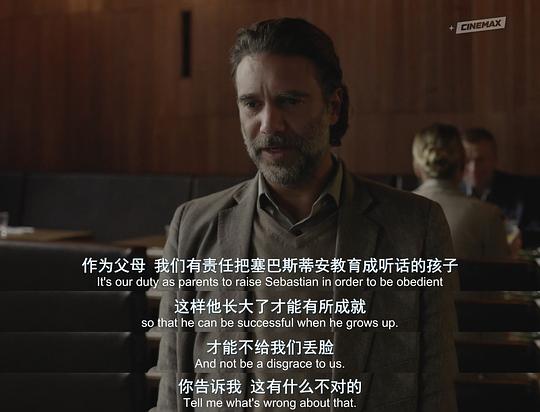 CINEMAX
作为父母 我们有责任把塞巴斯蒂安教育成听话的孩子
It's our duty as parents to raise Sebastian in order to be obedient
这样他长大了才能有所成就
so that he can be successful when he grows up.
才能不给我们丢脸
And not be a disgrace to us.
你告诉我 这有什么不对的
Tell me what's wrong about that.